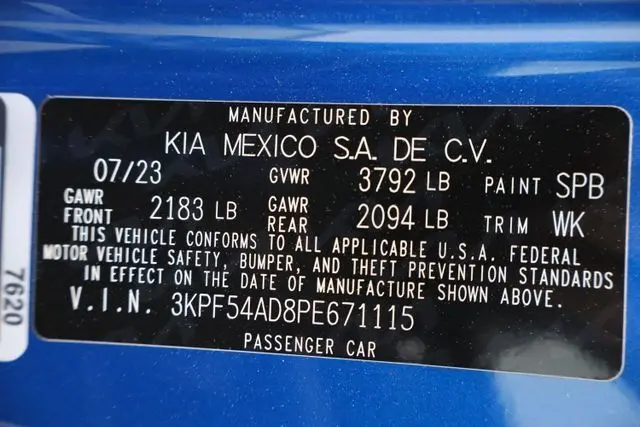 MANUFACTURED BY
KIA MEXICO S.A. DE C.V.
07/23 GVWR 3792 LB PAINT SPB
GAWR FRONT 2183 LB GAWR REAR 2094 LB TRIM WK
THIS VEHICLE CONFORMS TO ALL APPLICABLE U.S.A. FEDERAL
MOTOR VEHICLE SAFETY, BUMPER, AND THEFT PREVENTION STANDARDS
IN EFFECT ON THE DATE OF MANUFACTURE SHOWN ABOVE.
V.I.N. 3KPF54AD8PE671115
PASSENGER CAR
7620